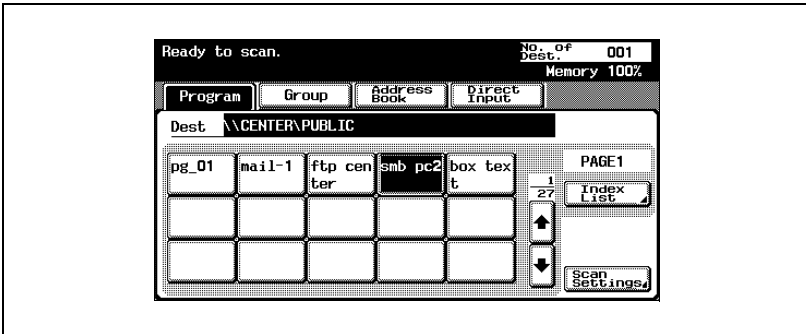 Ready to scan.
No. of Dest. 001
Memory 100%
Program
Group
Address
Book
Direct
Input
Dest \\CENTER\PUBLIC
pg_01
mail-1
ftp cen
ter
smb pc2
box tex
t
1
27
PAGE1
Index
List
Scan
Settings